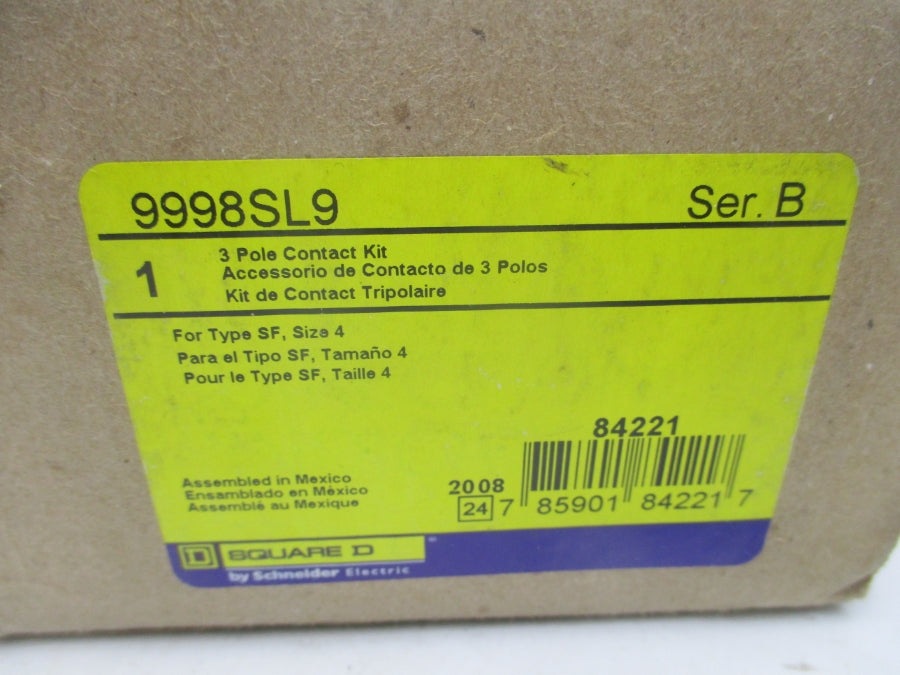 9998SL9 Ser. B
1
3 Pole Contact Kit
Accessorio de Contacto de 3 Polos
Kit de Contact Tripolaire
For Type SF, Size 4
Para el Tipo SF, Tamaño 4
Pour le Type SF, Taille 4
84221
Assembled in Mexico
Ensamblado en México
Assemblé au Mexique
2008
24 7 85901 84221 7
D SQUARE D
by Schneider Electric